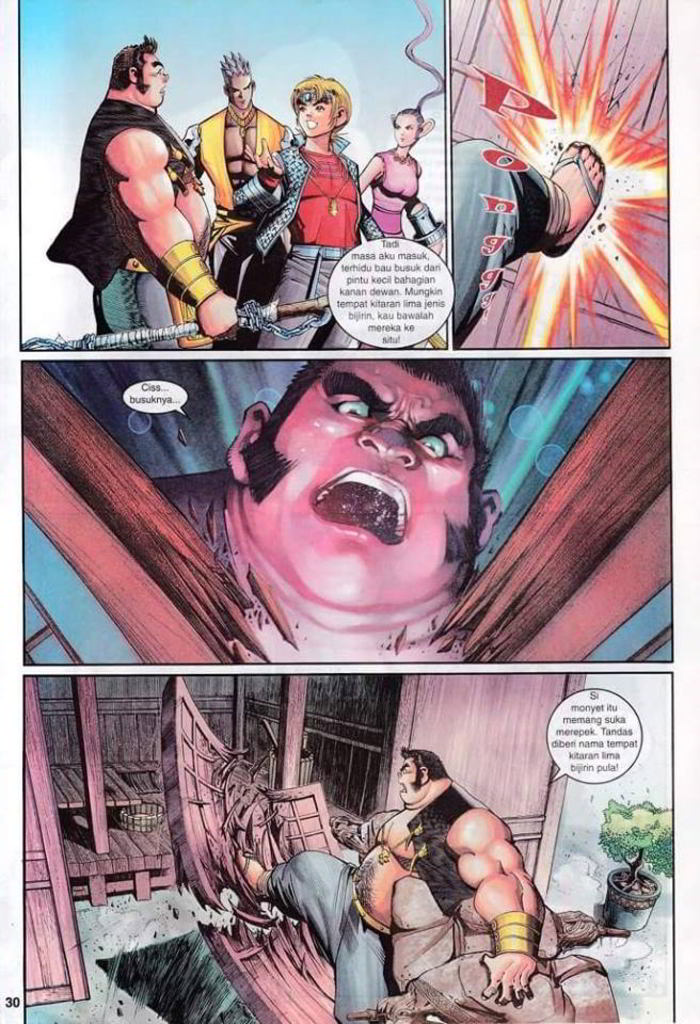 Tadi
masa aku masuk,
terhidu bau busuk dari
pintu kecil bahagian
kanan dewan. Mungkin
tempat kitaran lima jenis
bijirin, kau bawalah
mereka ke
situ!
Ponggg!
Ciss...
busuknya...
Si
monyet itu
memang suka
merepek. Tandas
diberi nama tempat
kitaran lima
bijirin pula!
30